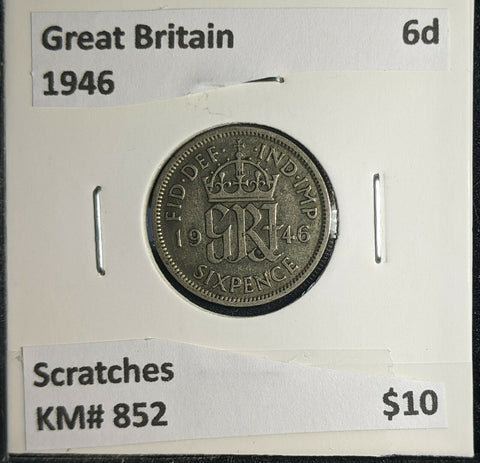 Great Britain 6d
1946
FID·DEF· ·IND·IMP
19 GRI 46
SIXPENCE
Scratches
KM# 852 $10